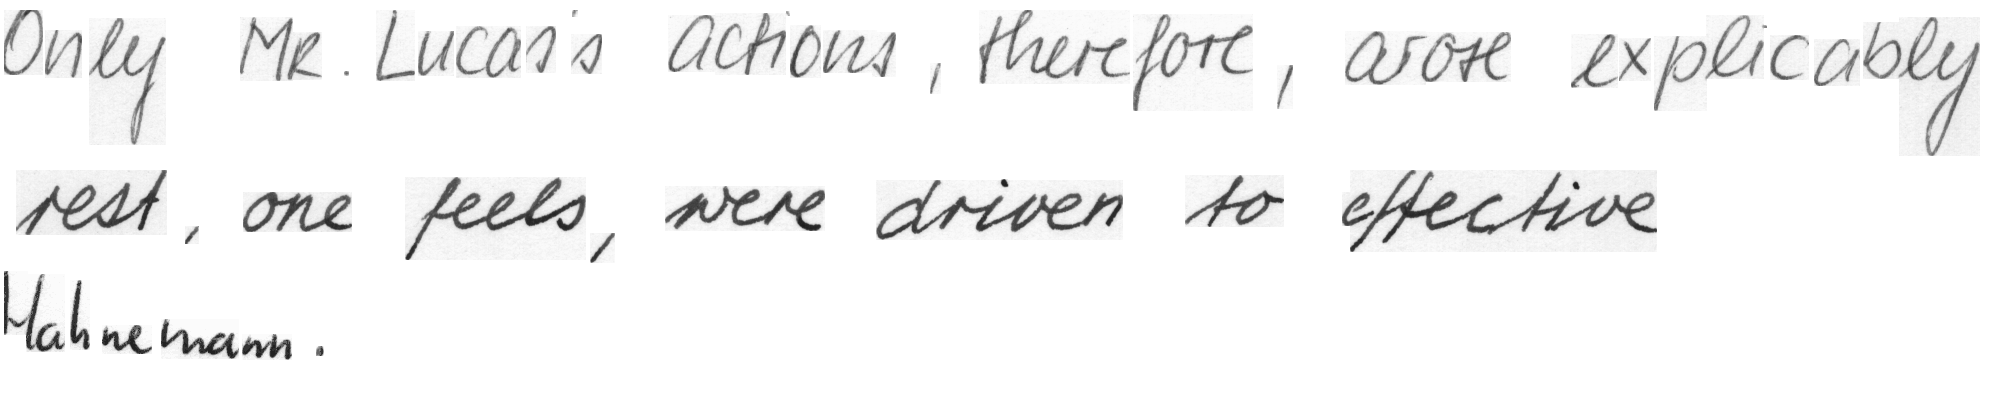 Only Mr. Lucas's actions, therefore, arose explicably
rest, one feels, were driven to effective
Hahnemann.